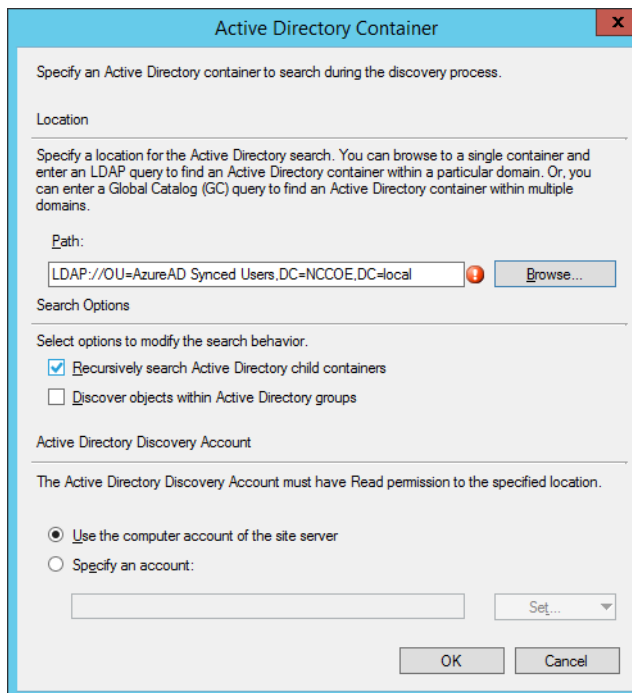 Active Directory Container
x
Specify an Active Directory container to search during the discovery process.
Location
Specify a location for the Active Directory search. You can browse to a single container and
enter an LDAP query to find an Active Directory container within a particular domain. Or, you
can enter a Global Catalog (GC) query to find an Active Directory container within multiple
domains.
Path:
LDAP://OU=AzureAD Synced Users,DC=NCCOE,DC=local
! Browse...
Search Options
Select options to modify the search behavior.
Recursively search Active Directory child containers
Discover objects within Active Directory groups
Active Directory Discovery Account
The Active Directory Discovery Account must have Read permission to the specified location.
Use the computer account of the site server
Specify an account:
Set...
OK Cancel